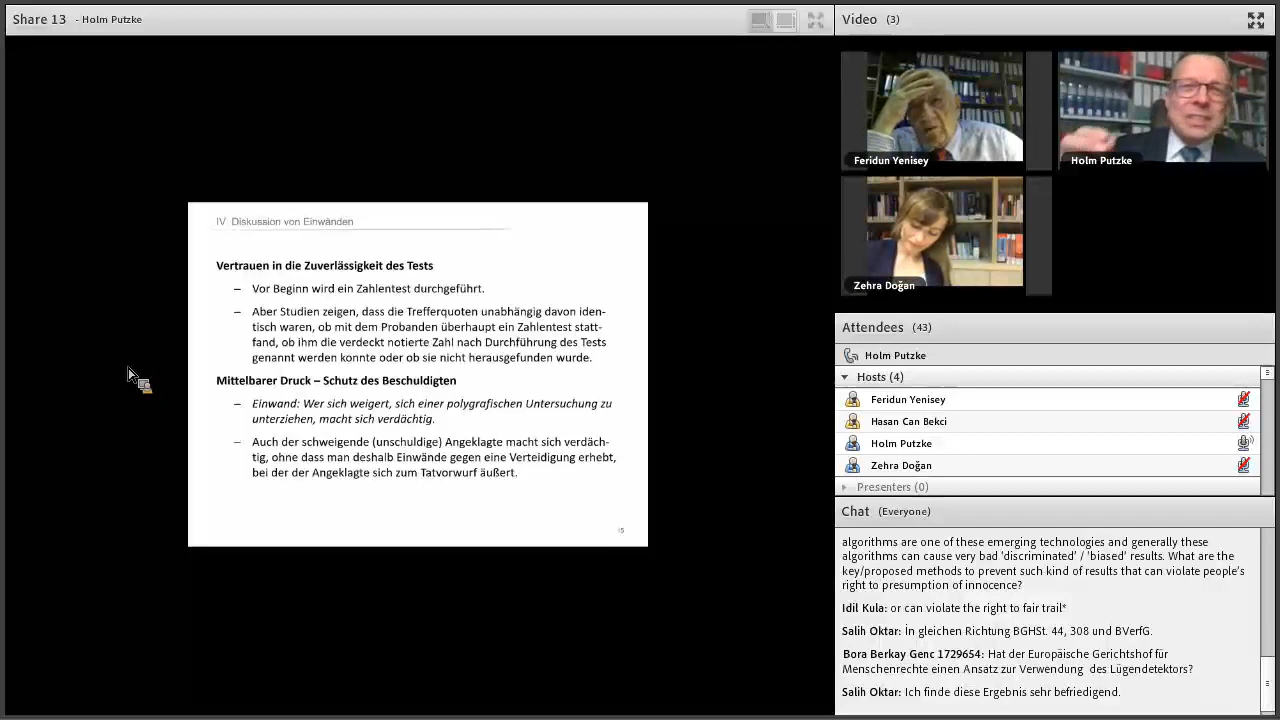 Share 13 - Holm Putzke
Video (3)
Feridun Yenisey
Holm Putzke
Zehra Doğan
IV Diskussion von Einwänden
Vertrauen in die Zuverlässigkeit des Tests
– Vor Beginn wird ein Zahlentest durchgeführt.
– Aber Studien zeigen, dass die Trefferquoten unabhängig davon iden-
tisch waren, ob mit dem Probanden überhaupt ein Zahlentest statt-
fand, ob ihm die verdeckt notierte Zahl nach Durchführung des Tests
genannt werden konnte oder ob sie nicht herausgefunden wurde.
Mittelbarer Druck – Schutz des Beschuldigten
– Einwand: Wer sich weigert, sich einer polygrafischen Untersuchung zu
unterziehen, macht sich verdächtig.
– Auch der schweigende (unschuldige) Angeklagte macht sich verdäch-
tig, ohne dass man deshalb Einwände gegen eine Verteidigung erhebt,
bei der der Angeklagte sich zum Tatvorwurf äußert.
15
Attendees (43)
Holm Putzke
Hosts (4)
Feridun Yenisey
Hasan Can Bekci
Holm Putzke
Zehra Doğan
Presenters (0)
Chat (Everyone)
algorithms are one of these emerging technologies and generally these
algorithms can cause very bad 'discriminated' / 'biased' results. What are the
key/proposed methods to prevent such kind of results that can violate people's
right to presumption of innocence?
Idil Kula: or can violate the right to fair trail*
Salih Oktar: İn gleichen Richtung BGHSt. 44, 308 und BVerfG.
Bora Berkay Genc 1729654: Hat der Europäische Gerichtshof für
Menschenrechte einen Ansatz zur Verwendung des Lügendetektors?
Salih Oktar: Ich finde diese Ergebnis sehr befriedigend.